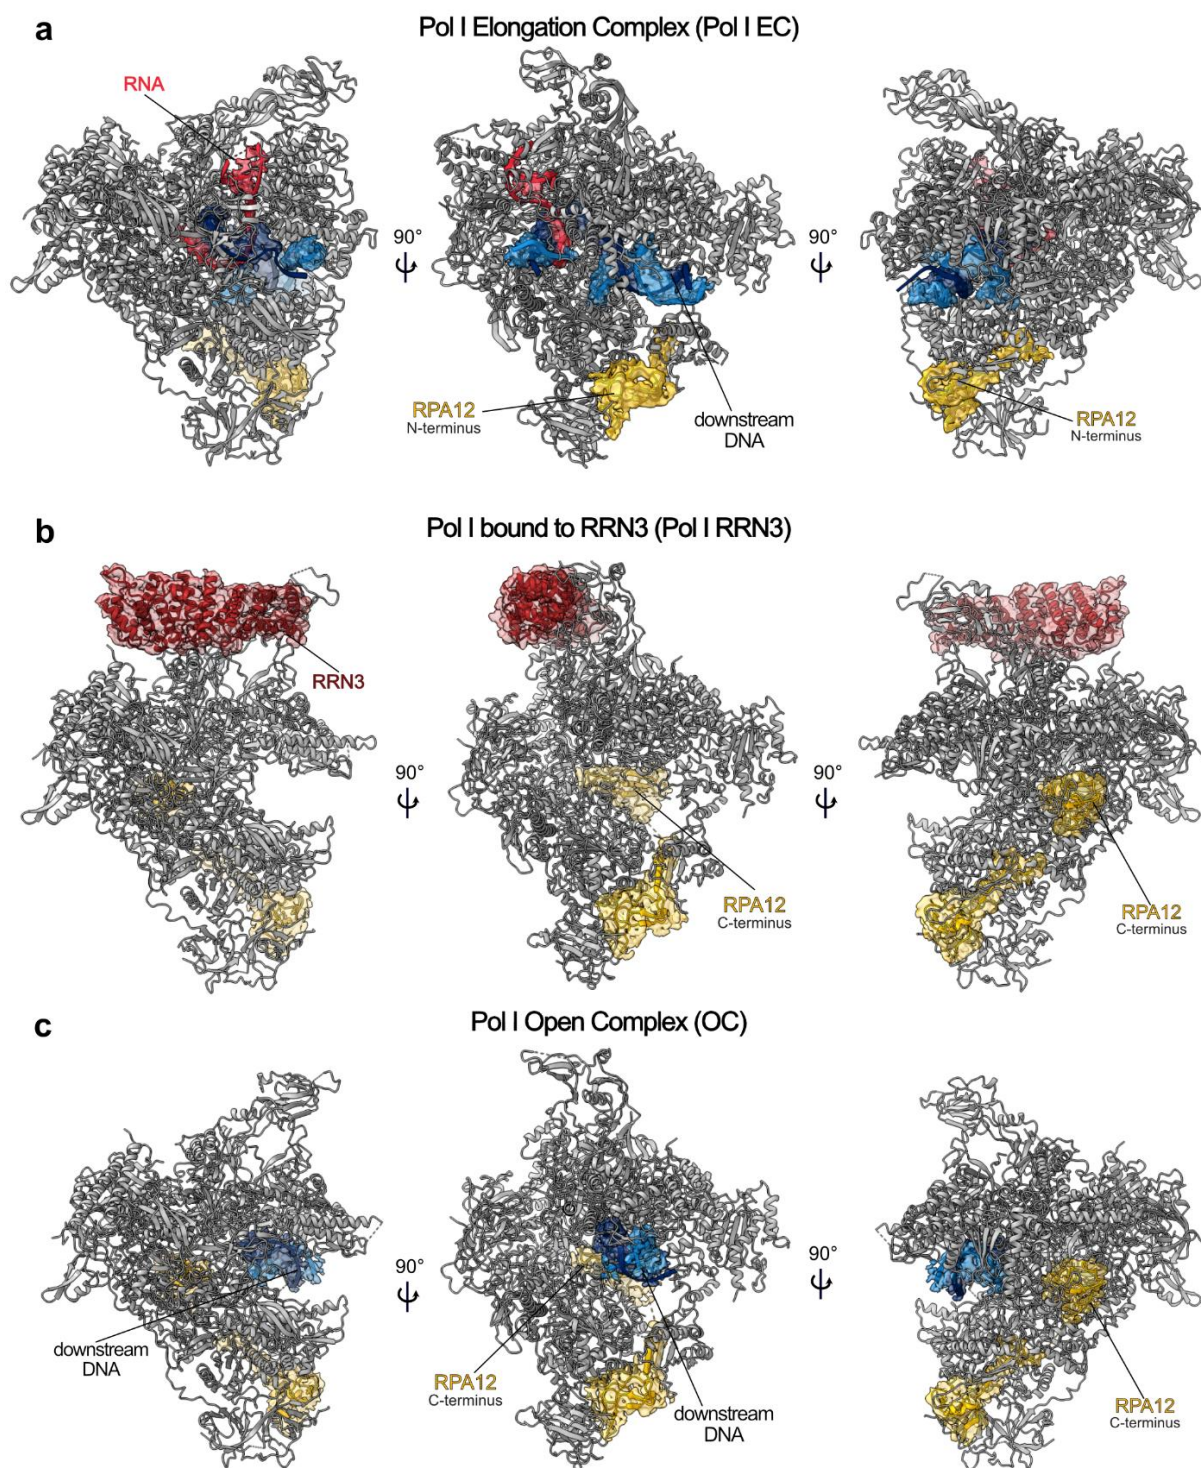 a
Pol I Elongation Complex (Pol I EC)
RNA
90°
90°
RPA12
N-terminus
downstream
DNA
RPA12
N-terminus
b
Pol I bound to RRN3 (Pol I RRN3)
RRN3
90°
90°
RPA12
C-terminus
RPA12
C-terminus
c
Pol I Open Complex (OC)
90°
90°
downstream
DNA
RPA12
C-terminus
downstream
DNA
RPA12
C-terminus